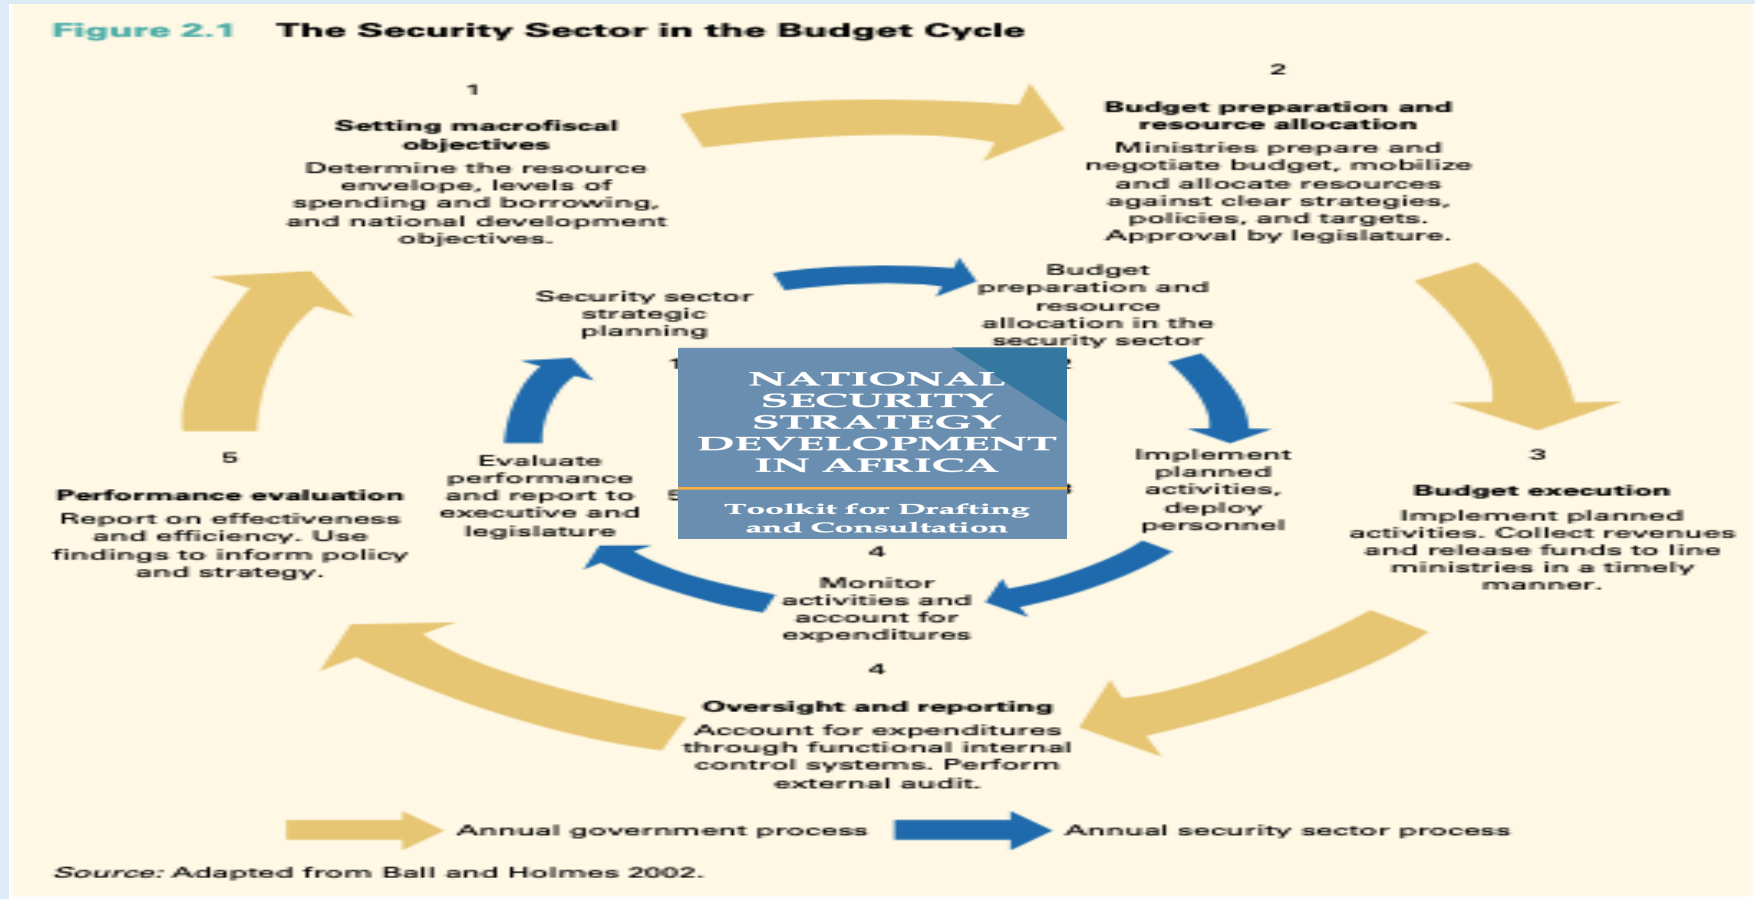 Figure 2.1 The Security Sector in the Budget Cycle
1
Setting macrofiscal
objectives
Determine the resource
envelope, levels of
spending and borrowing,
and national development
objectives.
2
Budget preparation and
resource allocation
Ministries prepare and
negotiate budget, mobilize
and allocate resources
against clear strategies,
policies, and targets.
Approval by legislature.
Security sector
strategic
planning
1
Budget
preparation and
resource
allocation in the
security sector
2
NATIONAL
SECURITY
STRATEGY
DEVELOPMENT
IN AFRICA
Toolkit for Drafting
and Consultation
5
Performance evaluation
Report on effectiveness
and efficiency. Use
findings to inform policy
and strategy.
Evaluate
performance
and report to
executive and
legislature
5
Implement
planned
activities,
deploy
personnel
3
3
Budget execution
Implement planned
activities. Collect revenues
and release funds to line
ministries in a timely
manner.
4
Monitor
activities and
account for
expenditures
4
Oversight and reporting
Account for expenditures
through functional internal
control systems. Perform
external audit.
Annual government process
Annual security sector process
Source: Adapted from Ball and Holmes 2002.